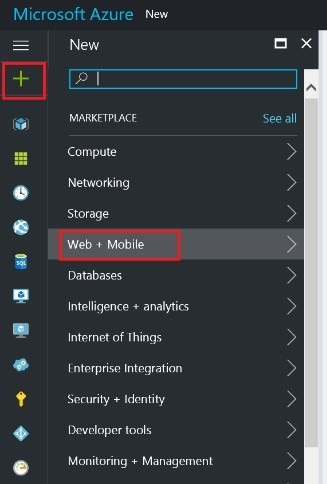 Microsoft Azure New
New
MARKETPLACE See all
Compute
Networking
Storage
Web + Mobile
Databases
Intelligence + analytics
Internet of Things
Enterprise Integration
Security + Identity
Developer tools
Monitoring + Management
SQL